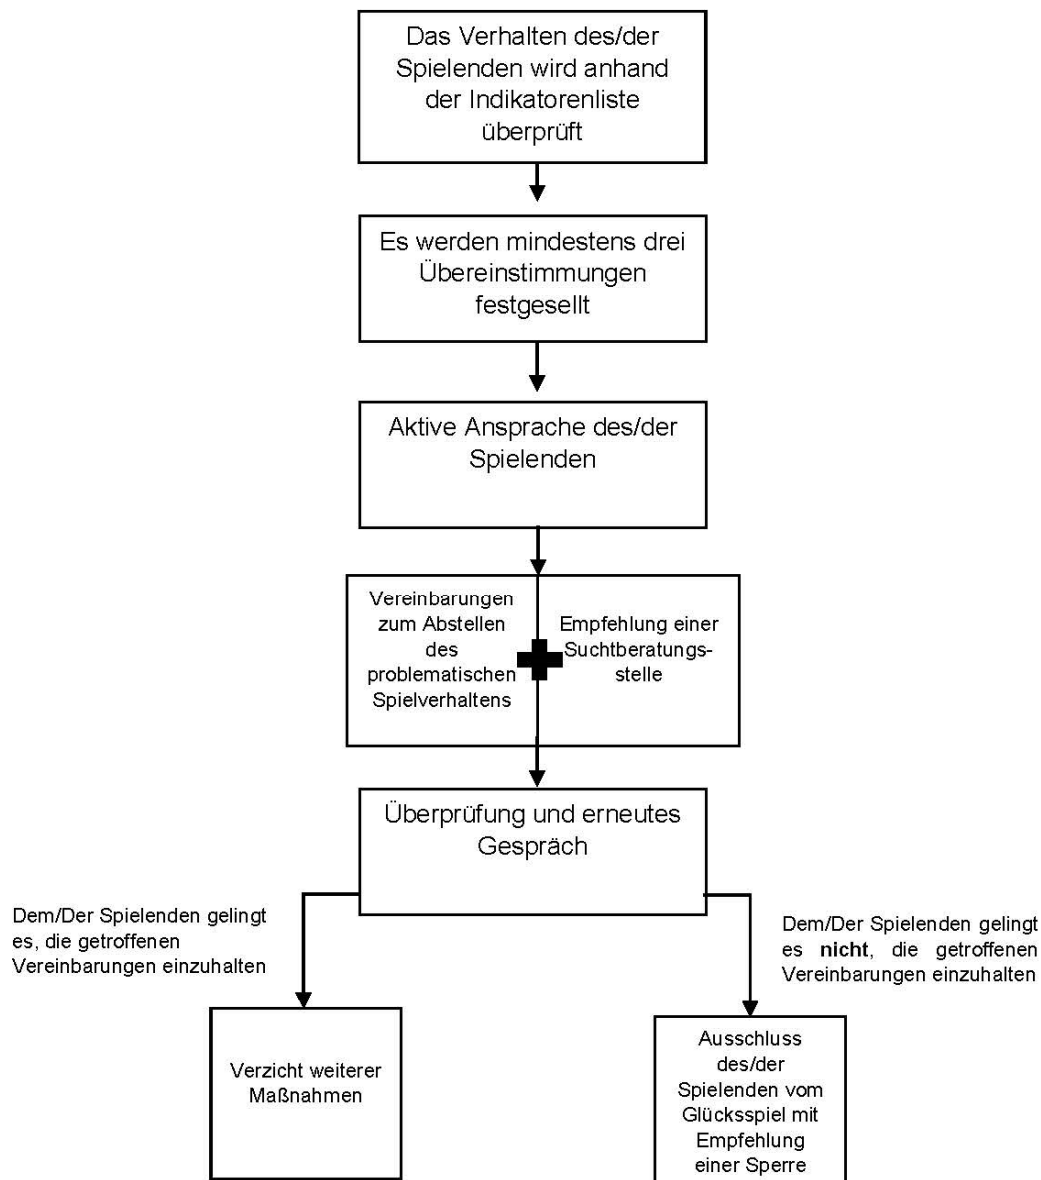 Das Verhalten des/der
Spielenden wird anhand
der Indikatorenliste
überprüft
Es werden mindestens drei
Übereinstimmungen
festgesellt
Aktive Ansprache des/der
Spielenden
Vereinbarungen
zum Abstellen
des
problematischen
Spielverhaltens
Empfehlung einer
Suchtberatungs-
stelle
Überprüfung und erneutes
Gespräch
Dem/Der Spielenden gelingt
es, die getroffenen
Vereinbarungen einzuhalten
Dem/Der Spielenden gelingt
es nicht, die getroffenen
Vereinbarungen einzuhalten
Verzicht weiterer
Maßnahmen
Ausschluss
des/der
Spielenden vom
Glücksspiel mit
Empfehlung
einer Sperre